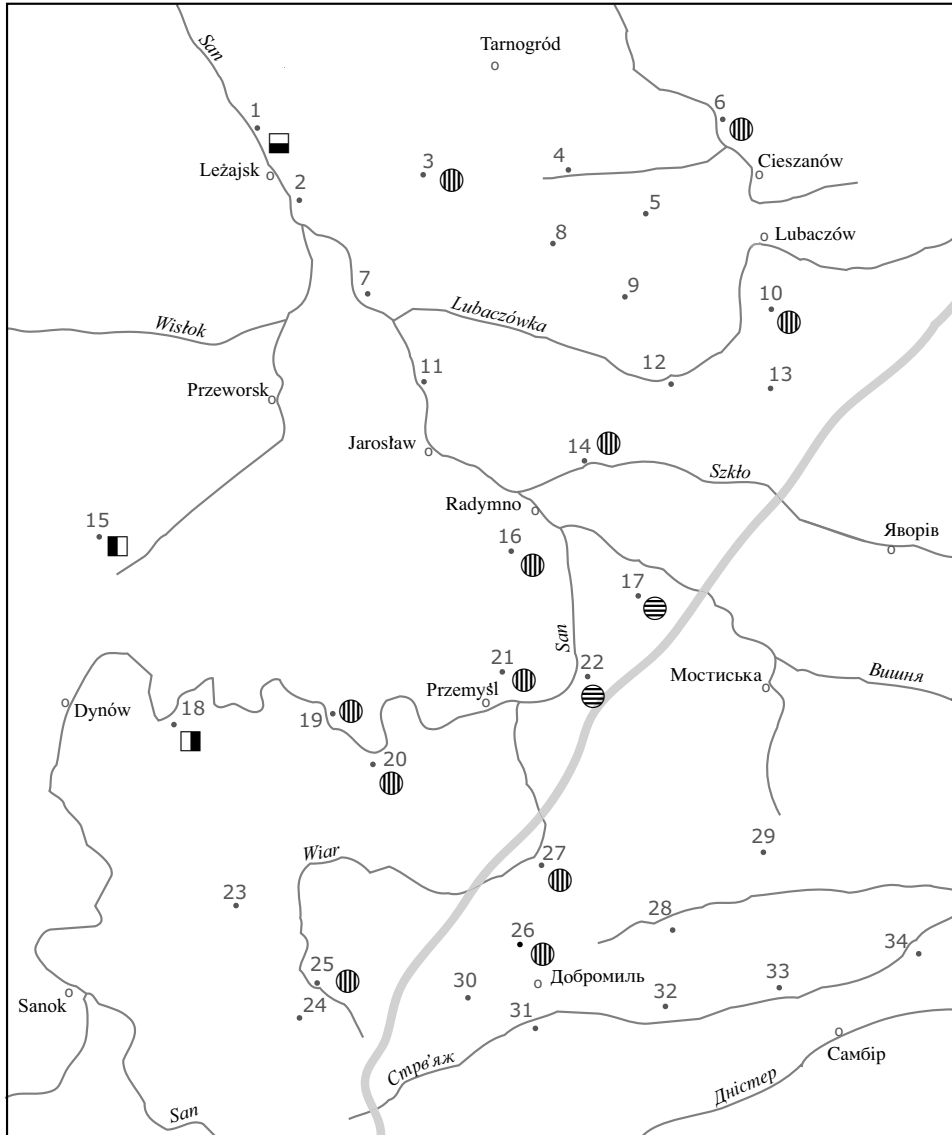 San
Tarnogród
1
6
Leżajsk
3
4
Cieszanów
2
5
8
Lubaczów
7
9
10
Lubaczówka
Wisłok
12
13
11
Przeworsk
Jarosław
14
Szkło
Radymno
15
16
Яворів
17
San
21
22
Przemyśl
Мостиська
Вишня
Dynów
18
19
20
Wiar
27
29
23
28
26
34
25
30
Добромиль
33
Sanok
24
31
32
Самбір
Стрв’яж
Дністер
San